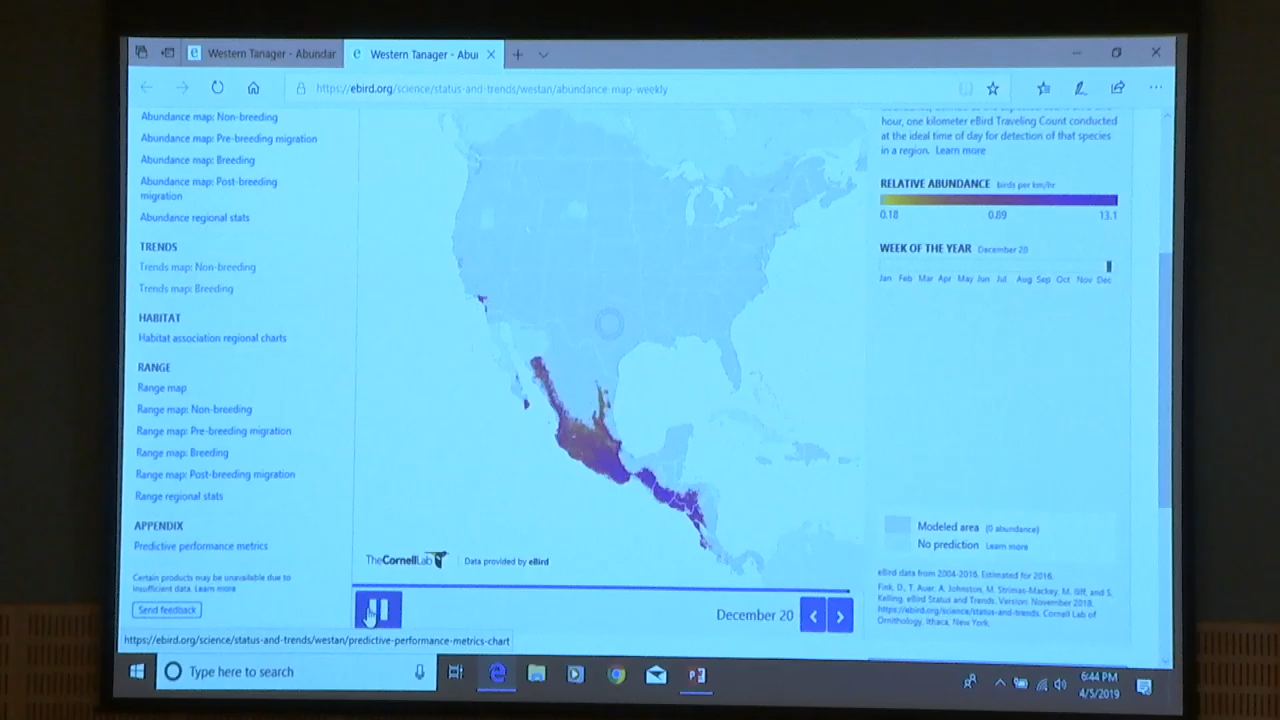 Western Tanager - Abundar
Western Tanager - Abui
https://ebird.org/science/status-and-trends/westan/abundance-map-weekly
Abundance map: Non-breeding
Abundance map: Pre-breeding migration
Abundance map: Breeding
Abundance map: Post-breeding
migration
Abundance regional stats
TRENDS
Trends map: Non-breeding
Trends map: Breeding
HABITAT
Habitat association regional charts
RANGE
Range map
Range map: Non-breeding
Range map: Pre-breeding migration
Range map: Breeding
Range map: Post-breeding migration
Range regional stats
APPENDIX
Predictive performance metrics
Certain products may be unavailable due to
insufficient data. Learn more
Send feedback
https://ebird.org/science/status-and-trends/westan/predictive-performance-metrics-chart
TheCornellLab
Data provided by eBird
December 20
hour, one kilometer eBird Traveling Count conducted
at the ideal time of day for detection of that species
in a region. Learn more
RELATIVE ABUNDANCE birds per km/hr
0.18 0.89 13.1
WEEK OF THE YEAR December 20
Jan Feb Mar Apr May Jun Jul Aug Sep Oct Nov Dec
Modeled area (0 abundance)
No prediction Learn more
eBird data from 2004-2016. Estimated for 2016.
Fink, D., T. Auer, A. Johnston, M. Strimas-Mackey, M. Iliff, and S.
Kelling. eBird Status and Trends. Version: November 2018.
https://ebird.org/science/status-and-trends. Cornell Lab of
Ornithology, Ithaca, New York.
Type here to search
6:44 PM
4/5/2019